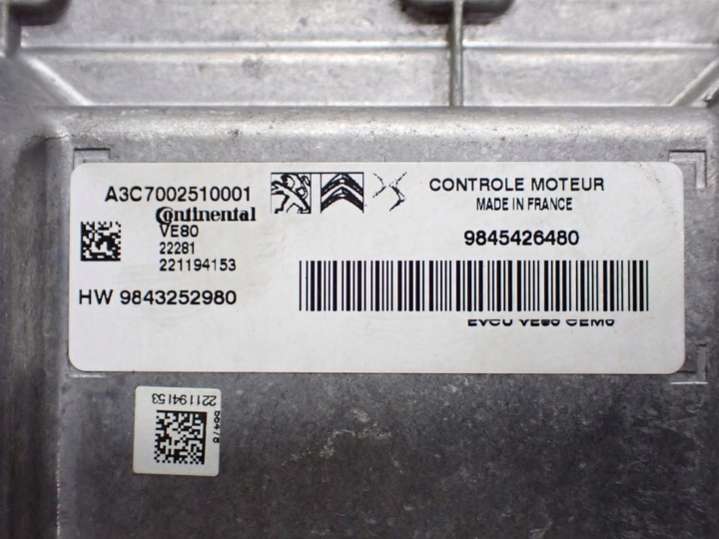 A3C7002510001
Continental
VE80
22281
221194153
HW 9843252980
CONTROLE MOTEUR
MADE IN FRANCE
9845426480
EVCU VE80 CEM0
221194153